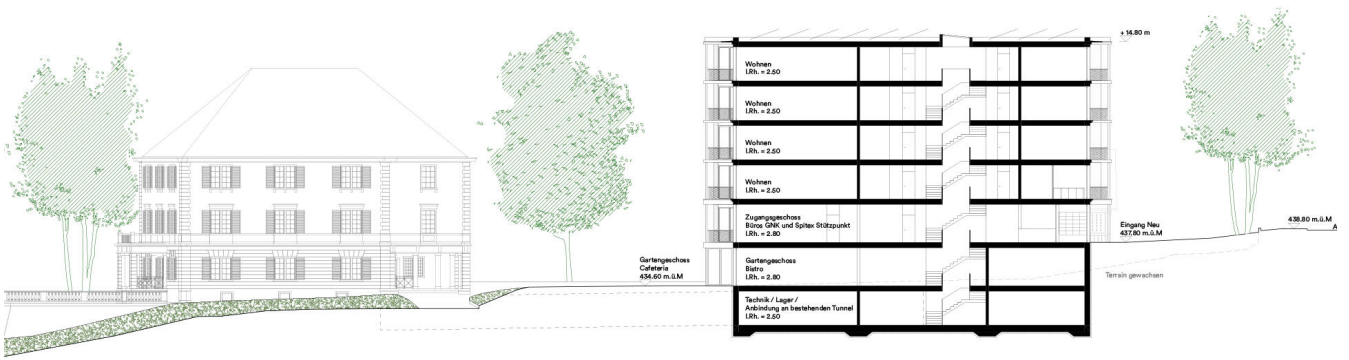 + 14.80 m
Wohnen
l.Rh. = 2.50
Wohnen
l.Rh. = 2.50
Wohnen
l.Rh. = 2.50
Wohnen
l.Rh. = 2.50
Zugangsgeschoss
Büros GNK und Spitex Stützpunkt
l.Rh. = 2.80
Eingang Neu
437.80 m.ü.M
438.80 m.ü.M
A
Gartengeschoss
Cafeteria
434.60 m.ü.M
Gartengeschoss
Bistro
l.Rh. = 2.80
Terrain gewachsen
Technik / Lager /
Anbindung an bestehenden Tunnel
l.Rh. = 2.50